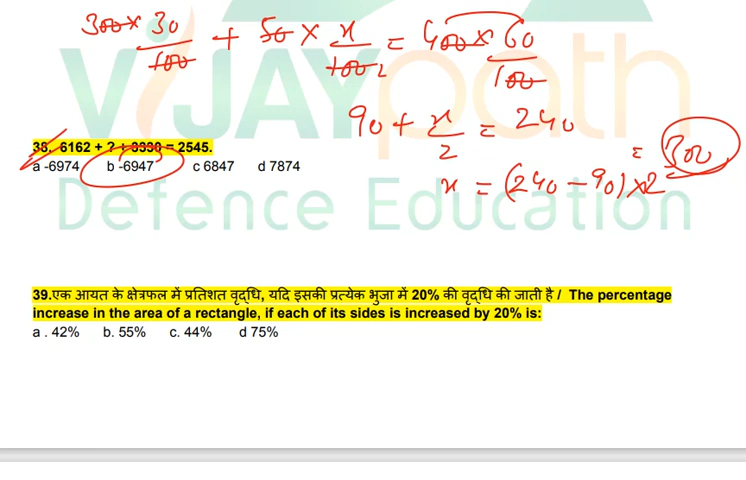 300 × 30/100 + 50 × x/100 2 = 400 × 60/100
90 + x/2 = 240
x = (240 - 90) × 2 = 300
VIJAYpath
Defence Education
38. 6162 + ? + 3330 = 2545.
a -6974 b -6947 c 6847 d 7874
39.एक आयत के क्षेत्रफल में प्रतिशत वृद्धि, यदि इसकी प्रत्येक भुजा में 20% की वृद्धि की जाती है / The percentage
increase in the area of a rectangle, if each of its sides is increased by 20% is:
a . 42% b. 55% c. 44% d 75%